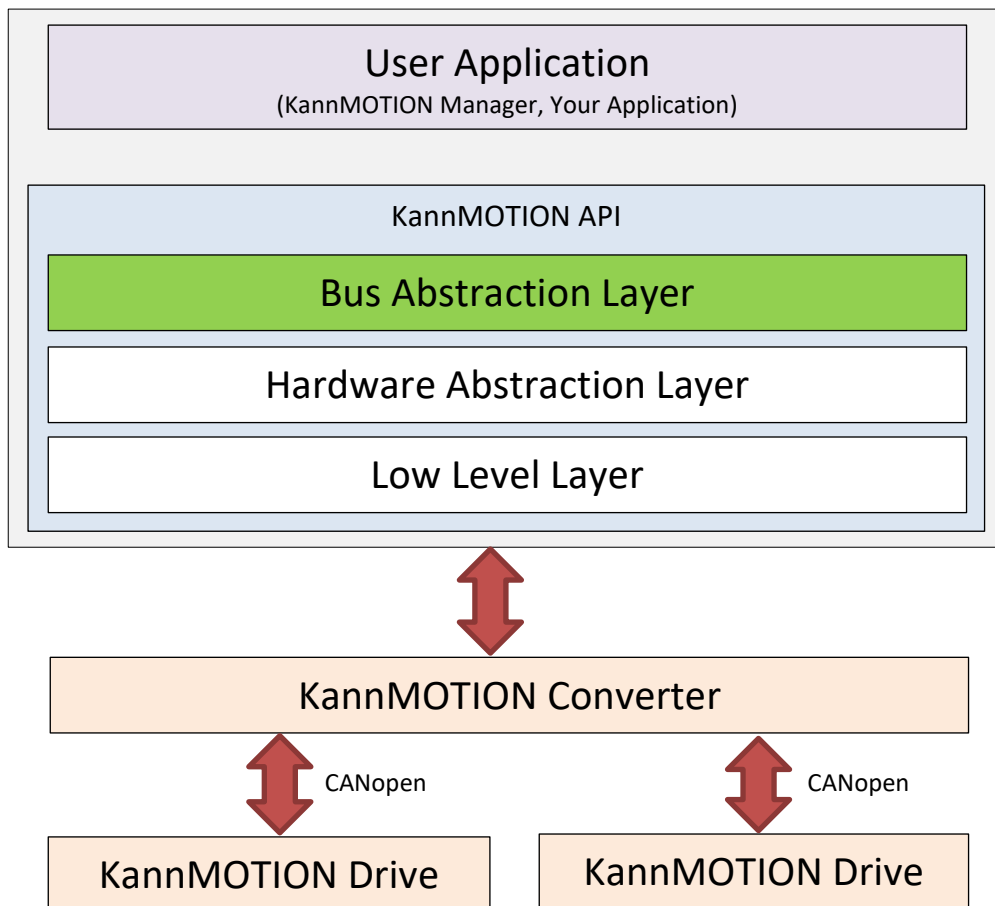 User Application
(KannMOTION Manager, Your Application)
KannMOTION API
Bus Abstraction Layer
Hardware Abstraction Layer
Low Level Layer
KannMOTION Converter
CANopen
CANopen
KannMOTION Drive
KannMOTION Drive